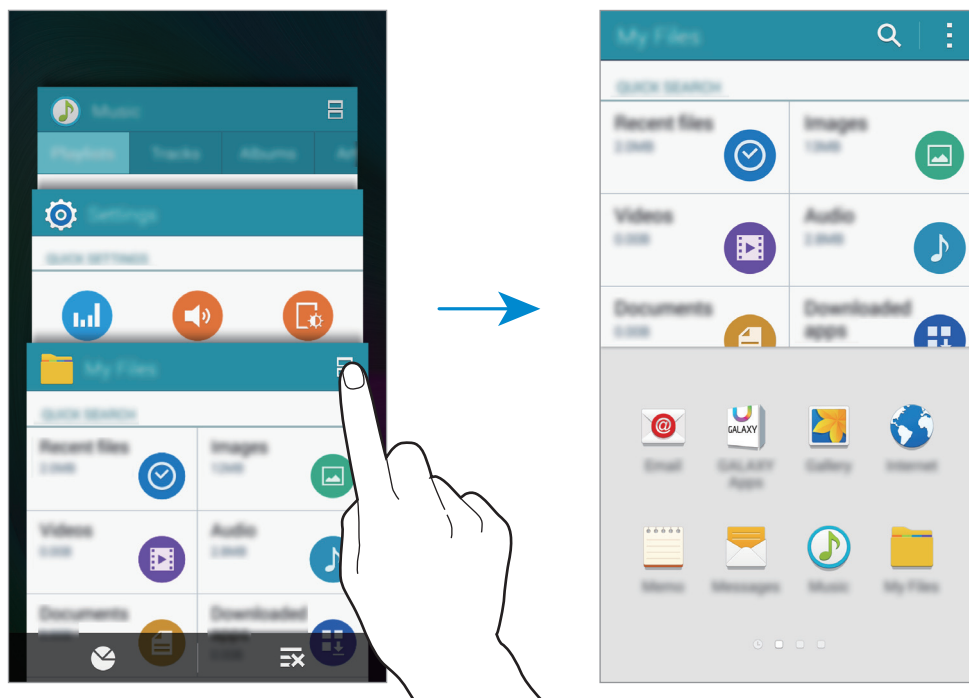 Music
Playlists Tracks Albums
Settings
QUICK SETTINGS
My Files
QUICK SEARCH
Recent files Images
Videos Audio
Documents Downloaded
My Files
QUICK SEARCH
Recent files Images
Videos Audio
Documents Downloaded
apps
GALAXY
Email GALAXY Gallery Internet
Apps
Memo Messages Music My Files